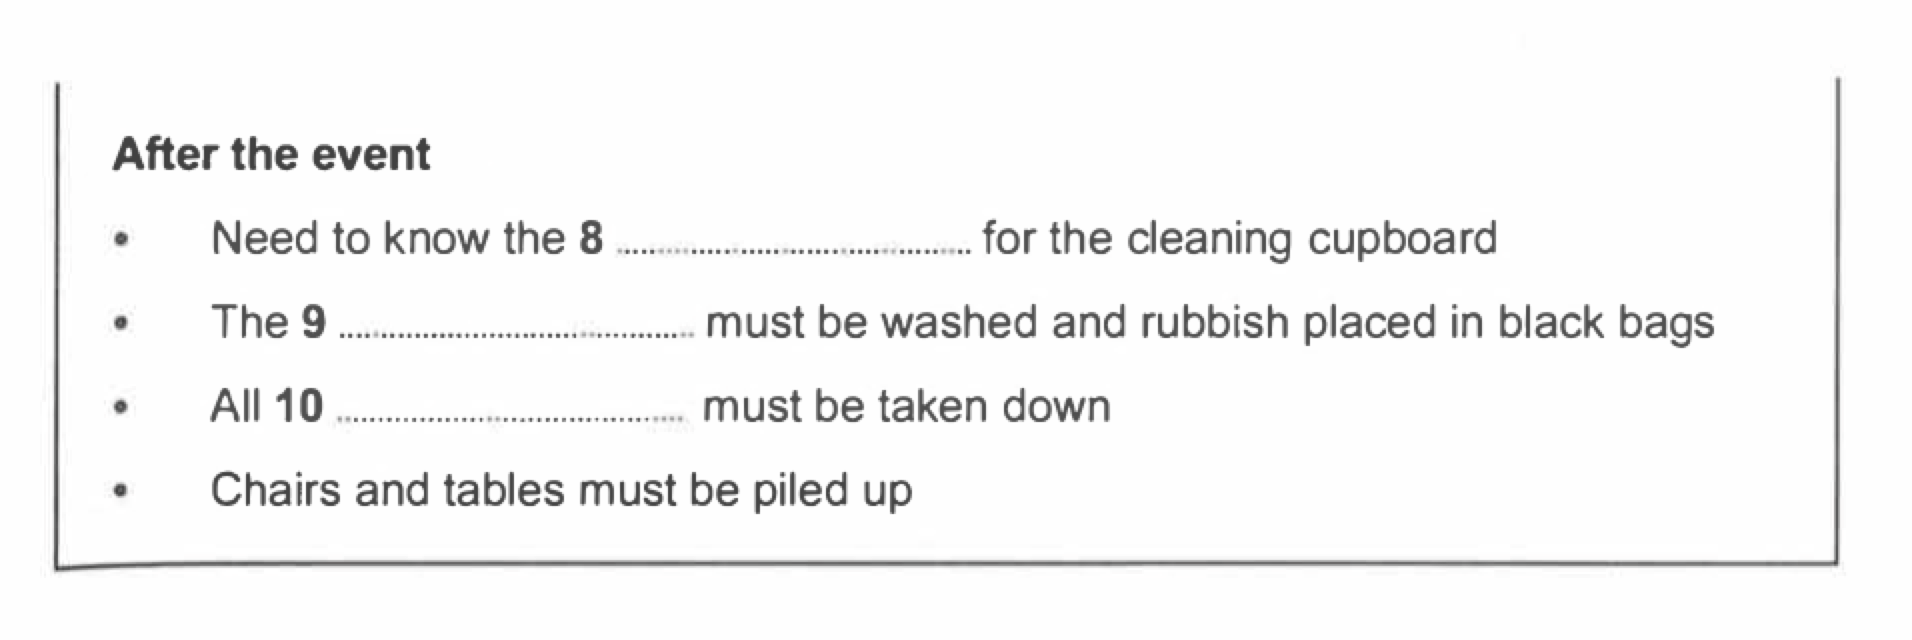 After the event
• Need to know the 8 .................................... for the cleaning cupboard
• The 9 .................................... must be washed and rubbish placed in black bags
• All 10 .................................... must be taken down
• Chairs and tables must be piled up